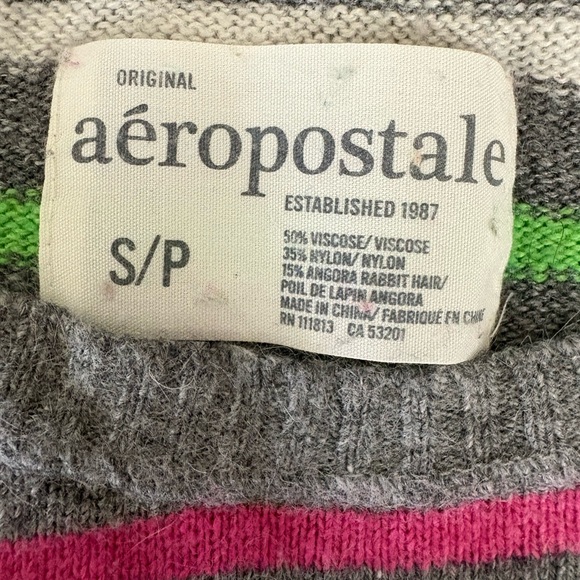 ORIGINAL
aéropostale
ESTABLISHED 1987
S/P
50% VISCOSE/ VISCOSE
35% NYLON/ NYLON
15% ANGORA RABBIT HAIR/
POIL DE LAPIN ANGORA
MADE IN CHINA/ FABRIQUÉ EN CHINE
RN 111813 CA 53201